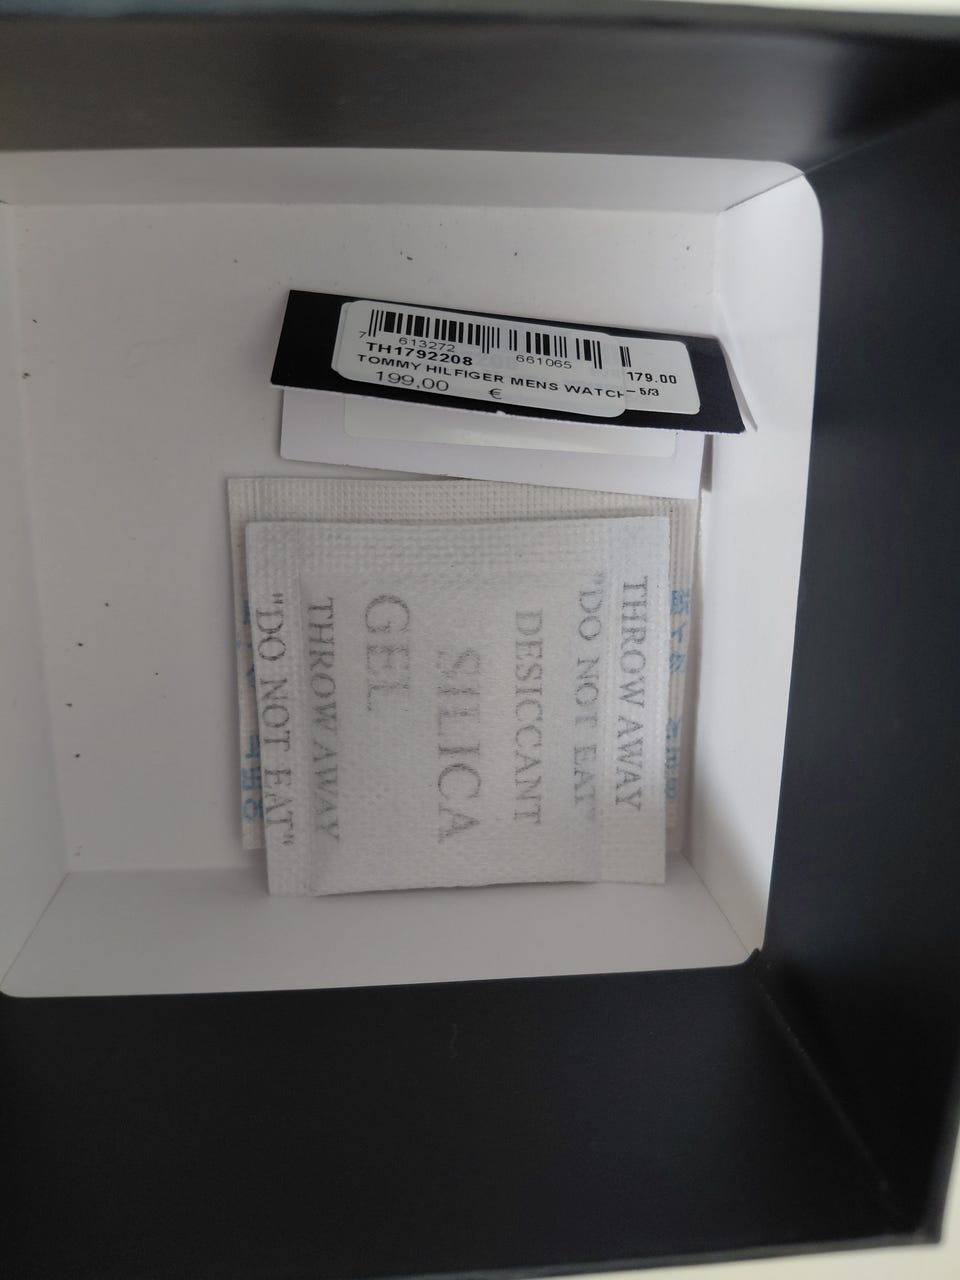 7 613272 661065
TH1792208
TOMMY HILFIGER MENS WATCH
199,00 €
179.00
– 5/3
THROW AWAY
"DO NOT EAT"
DESICCANT
SILICA
GEL
THROW AWAY
"DO NOT EAT"